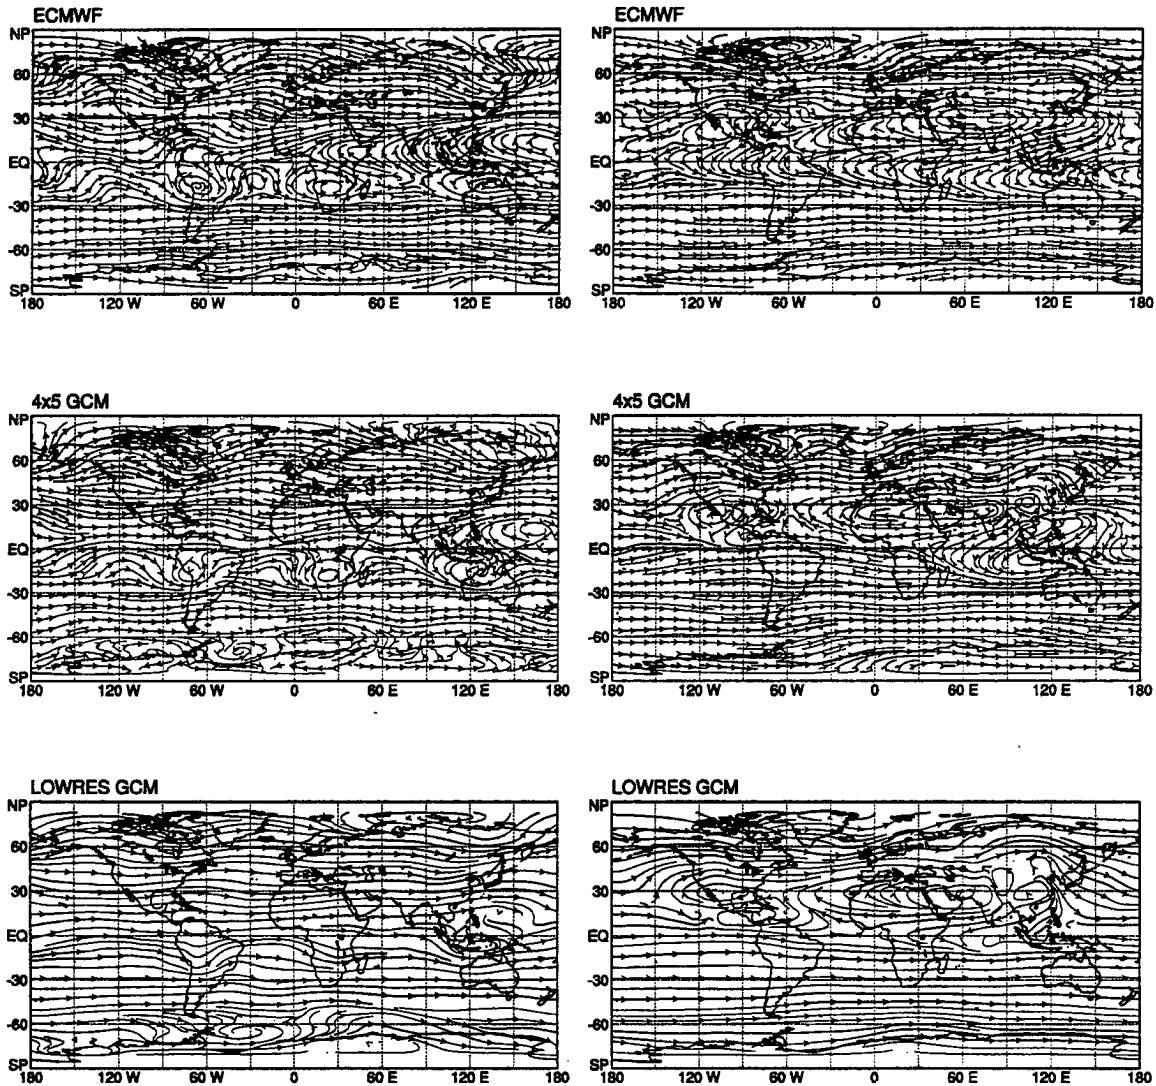 ECMWF ECMWF
NP NP
60 60
30 30
EQ EQ
-30 -30
-60 -60
SP SP
180 120 W 60 W 0 60 E 120 E 180 180 120 W 60 W 0 60 E 120 E 180
4x5 GCM 4x5 GCM
NP NP
60 60
30 30
EQ EQ
-30 -30
-60 -60
SP SP
180 120 W 60 W 0 60 E 120 E 180 180 120 W 60 W 0 60 E 120 E 180
LOWRES GCM LOWRES GCM
NP NP
60 60
30 30
EQ EQ
-30 -30
-60 -60
SP SP
180 120 W 60 W 0 60 E 120 E 180 180 120 W 60 W 0 60 E 120 E 180